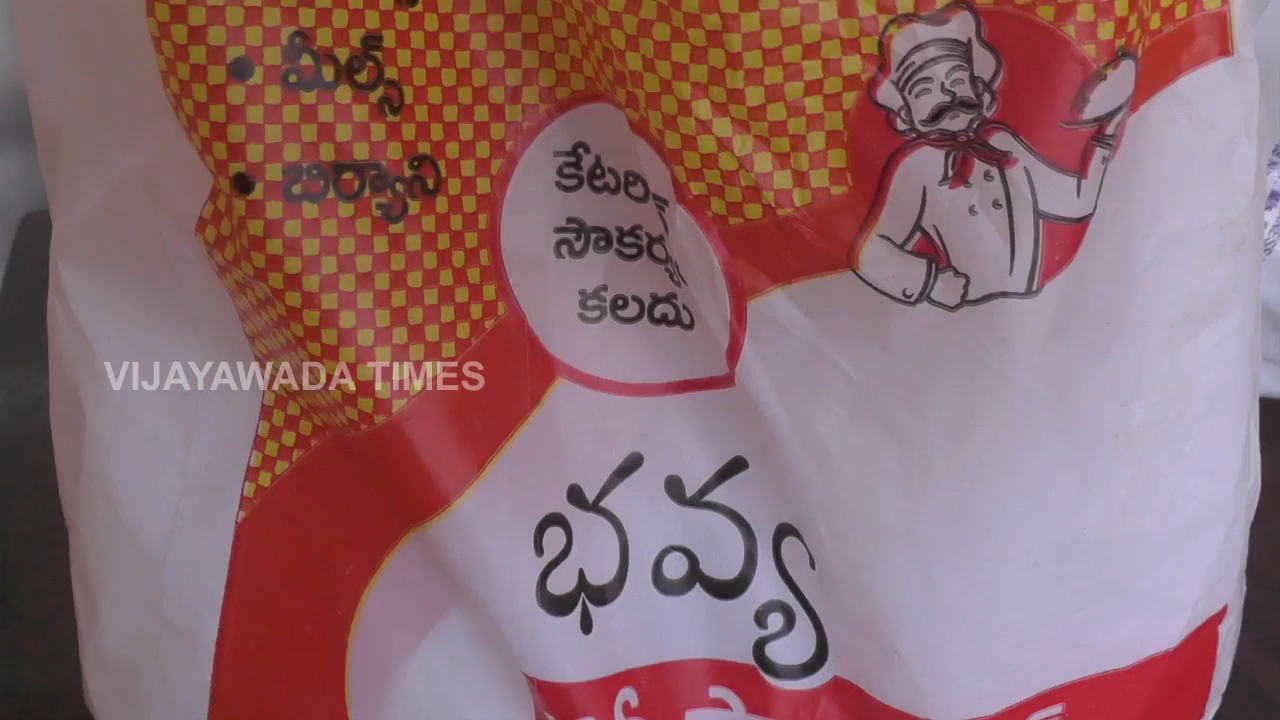 • మీల్స్
• బిర్యాని
కేటరింగ్
సౌకర్యం
కలదు
VIJAYAWADA TIMES
భవ్య